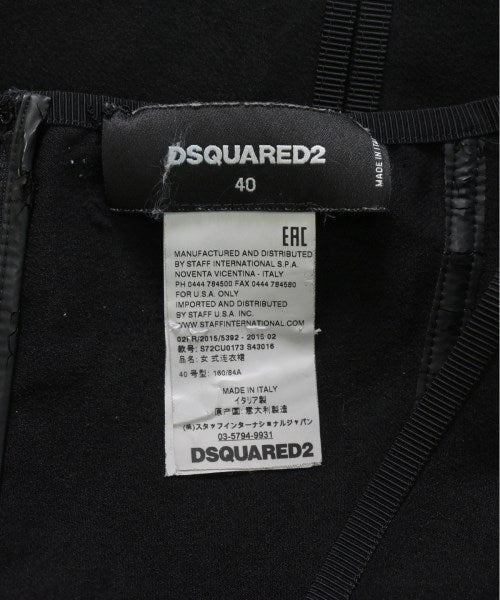 DSQUARED2
40
MADE IN
EAC
MANUFACTURED AND DISTRIBUTED
BY STAFF INTERNATIONAL S.P.A.
NOVENTA VICENTINA - ITALY
PH 0444 784500 FAX 0444 784580
FOR U.S.A. ONLY
IMPORTED AND DISTRIBUTED
BY STAFF U.S.A. INC.
WWW.STAFFINTERNATIONAL.COM
02PR/2015/5392 - 2015 02
款号: S72CU0173 S43016
品名: 女式连衣裙
40 号型: 160/84A
MADE IN ITALY
イタリア製
原产国: 意大利製造
(株)スタッフインターナショナルジャパン
03-5794-9931
DSQUARED2